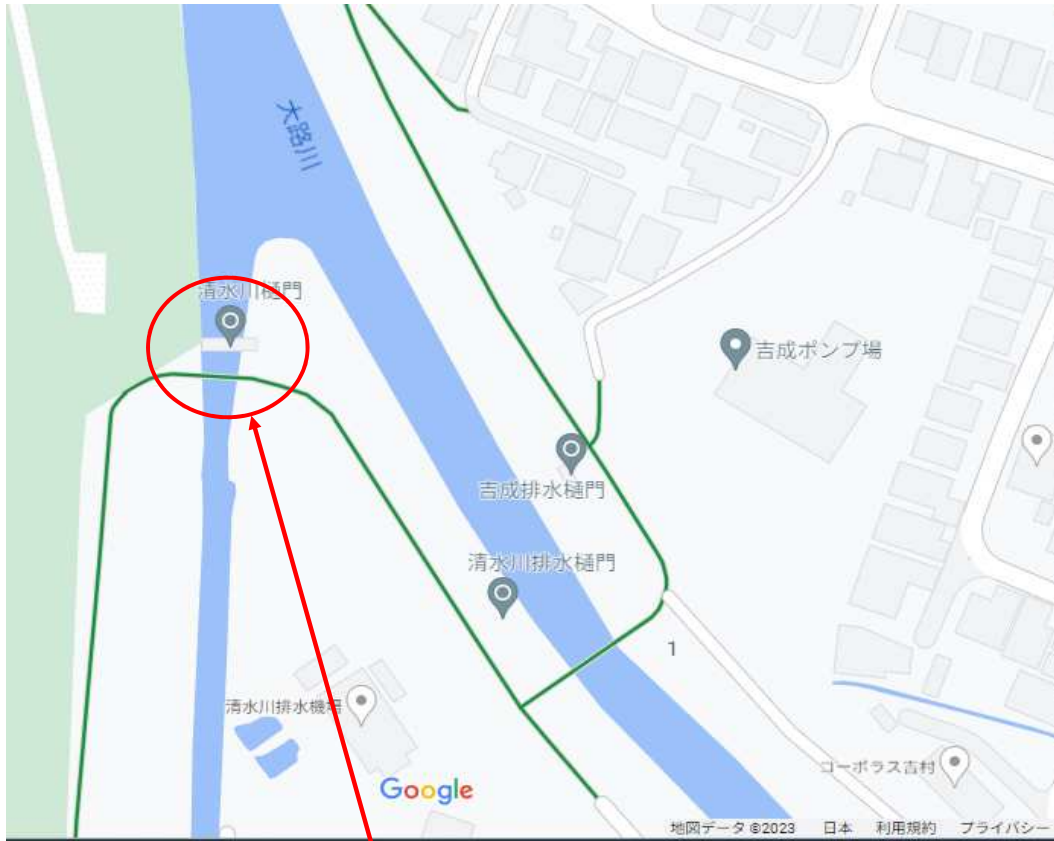 大路川
清水川樋門
吉成ポンプ場
吉成排水樋門
清水川排水樋門
1
清水川排水機場
コーポラス吉村
Google
地図データ ©2023 日本 利用規約 プライバシー